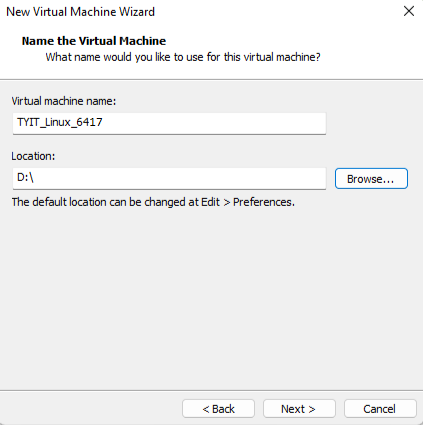 New Virtual Machine Wizard
Name the Virtual Machine
What name would you like to use for this virtual machine?
Virtual machine name:
TYIT_Linux_6417
Location:
D:\
Browse...
The default location can be changed at Edit > Preferences.
< Back
Next >
Cancel